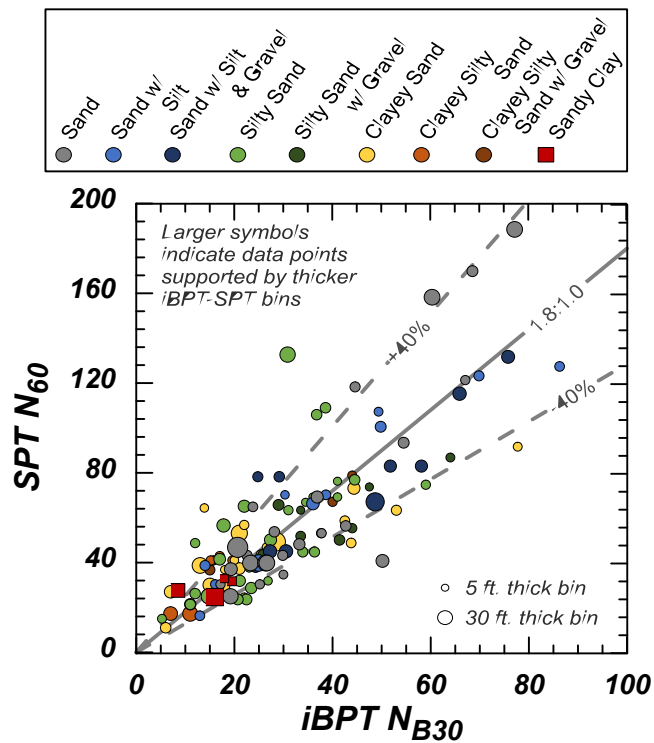 Sand
Sand w/
Silt
Sand w/ Silt
& Gravel
Silty Sand
Silty Sand
w/ Gravel
Clayey Sand
Clayey Silty
Sand
Clayey Silty
Sand w/ Gravel
Sandy Clay
200
160
120
80
40
0
SPT N60
Larger symbols
indicate data points
supported by thicker
iBPT-SPT bins
+40%
1.8:1.0
-40%
5 ft. thick bin
30 ft. thick bin
0 20 40 60 80 100
iBPT NB30